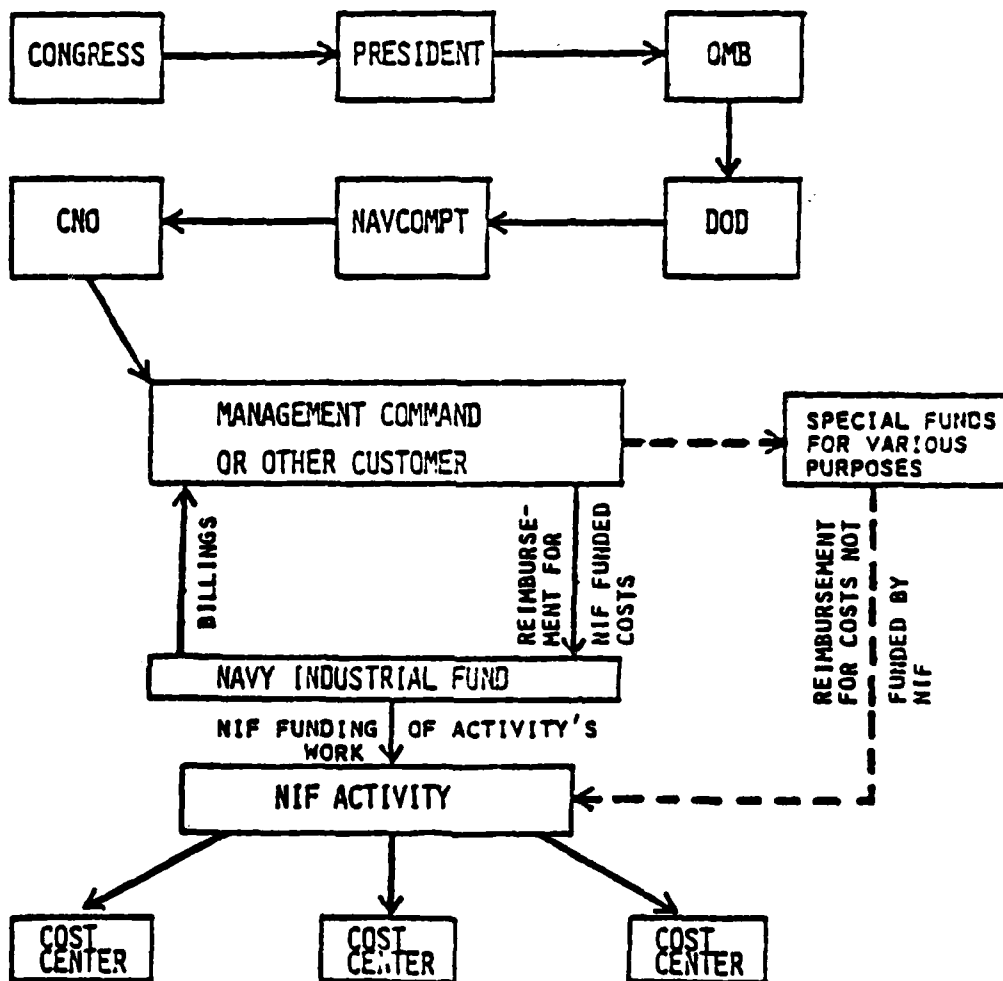 CONGRESS
PRESIDENT
OMB
CNO
NAVCOMPT
DOD
MANAGEMENT COMMAND
OR OTHER CUSTOMER
SPECIAL FUNDS
FOR VARIOUS
PURPOSES
BILLINGS
REIMBURSE-
MENT FOR
NIF FUNDED
COSTS
REIMBURSEMENT
FOR COSTS NOT
FUNDED BY
NIF
NAVY INDUSTRIAL FUND
NIF FUNDING OF ACTIVITY'S
WORK
NIF ACTIVITY
COST
CENTER
COST
CENTER
COST
CENTER